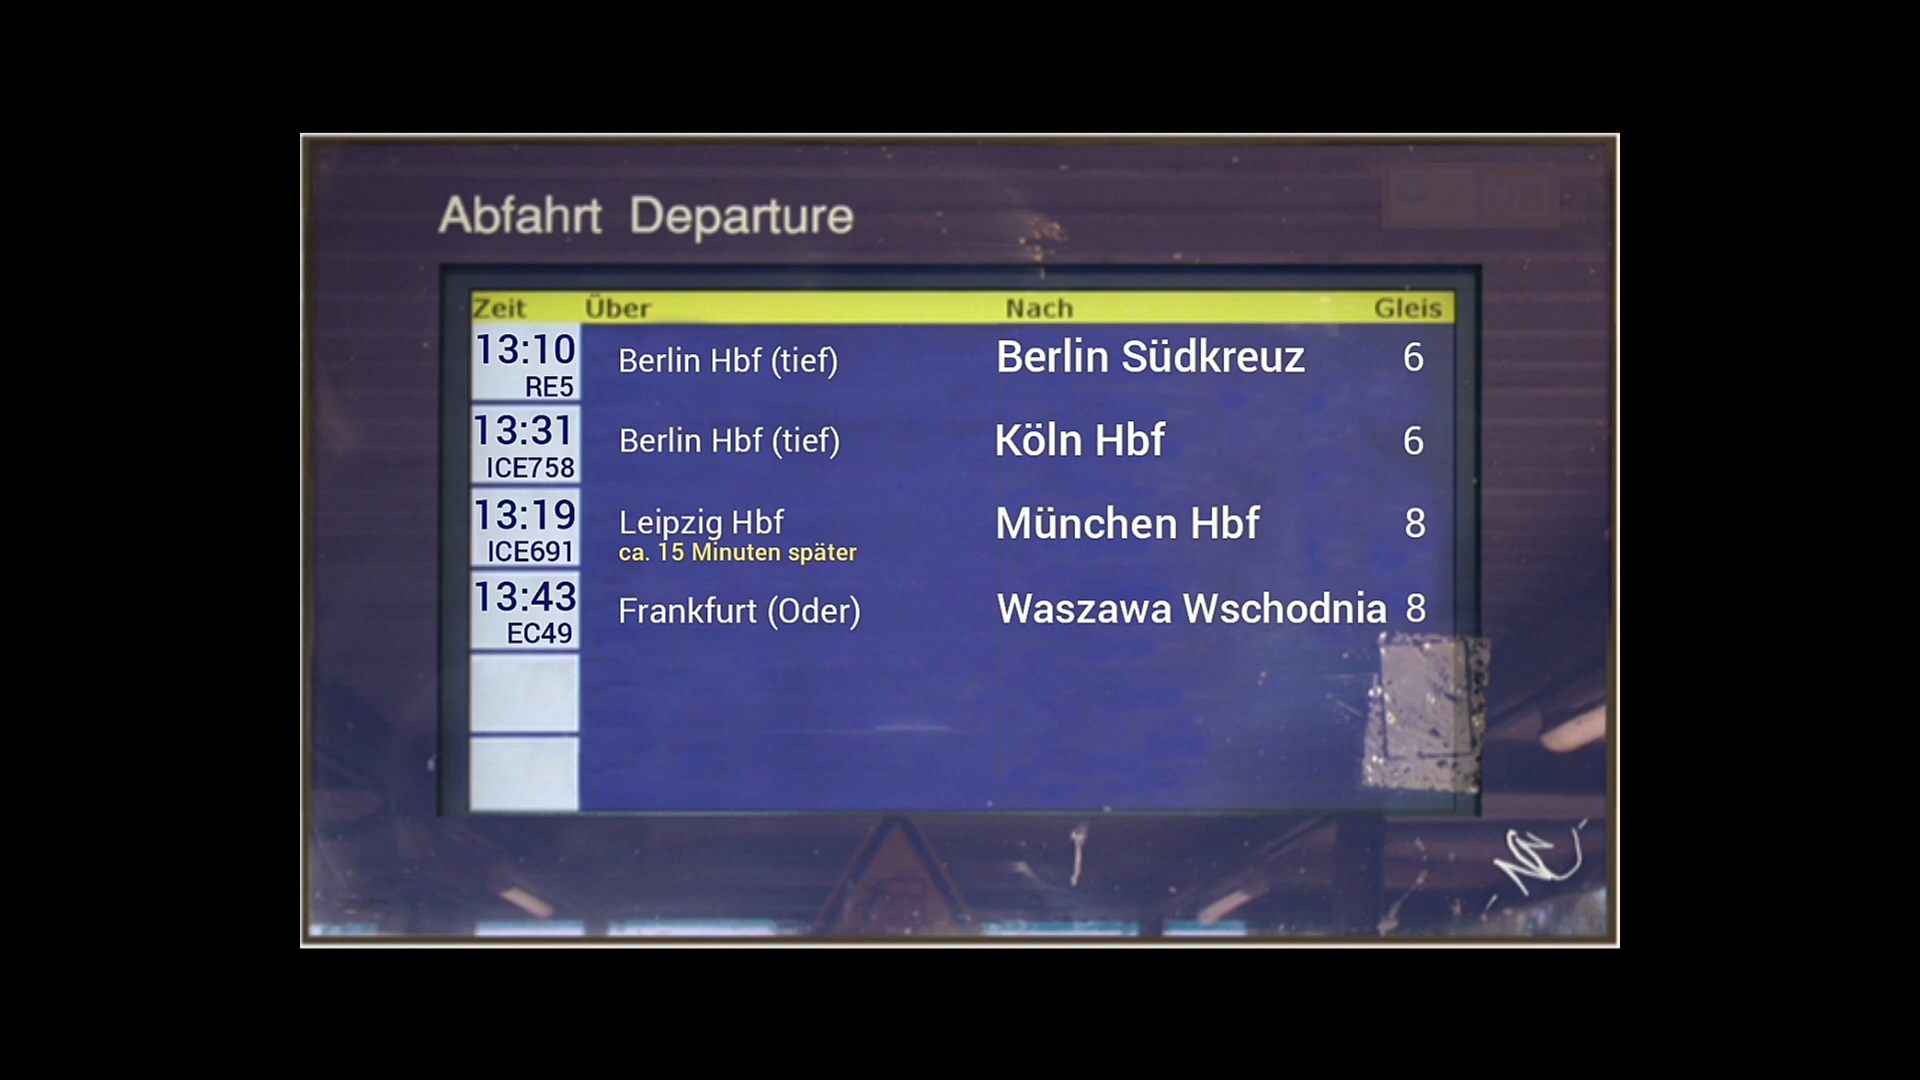 Abfahrt Departure
Zeit Über Nach Gleis
13:10 Berlin Hbf (tief) Berlin Südkreuz 6
RE5
13:31 Berlin Hbf (tief) Köln Hbf 6
ICE758
13:19 Leipzig Hbf München Hbf 8
ICE691 ca. 15 Minuten später
13:43 Frankfurt (Oder) Waszawa Wschodnia 8
EC49